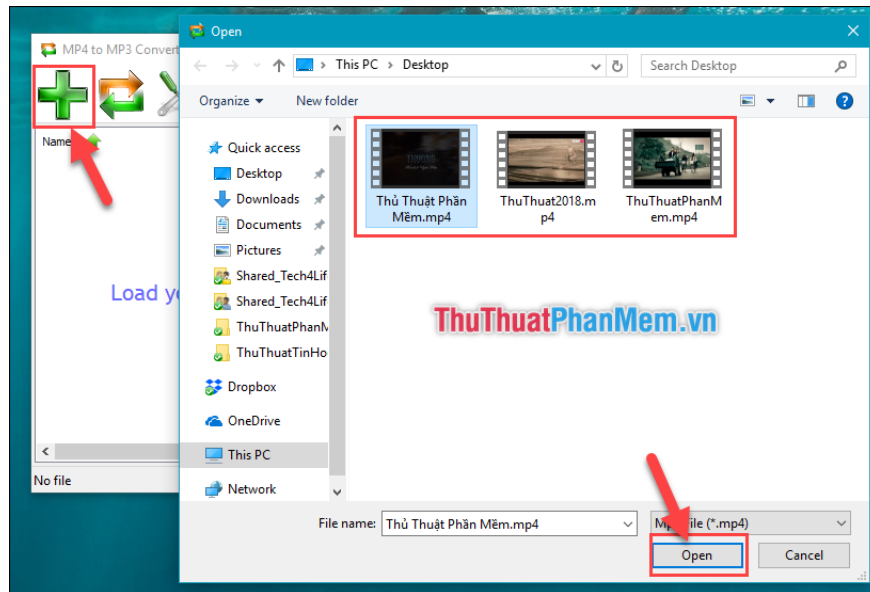 MP4 to MP3 Convert
Open
This PC
Desktop
Search Desktop
Organize
New folder
Name
Quick access
Desktop
Downloads
Documents
Pictures
Shared_Tech4Lif
Shared_Tech4Lif
ThuThuatPhanM
ThuThuatTinHo
Dropbox
OneDrive
This PC
Network
Thủ Thuật Phần
Mềm.mp4
ThuThuat2018.m
p4
ThuThuatPhanM
em.mp4
Load yo
ThuThuatPhanMem.vn
No file
File name:
Thủ Thuật Phần Mềm.mp4
File (*.mp4)
Open
Cancel